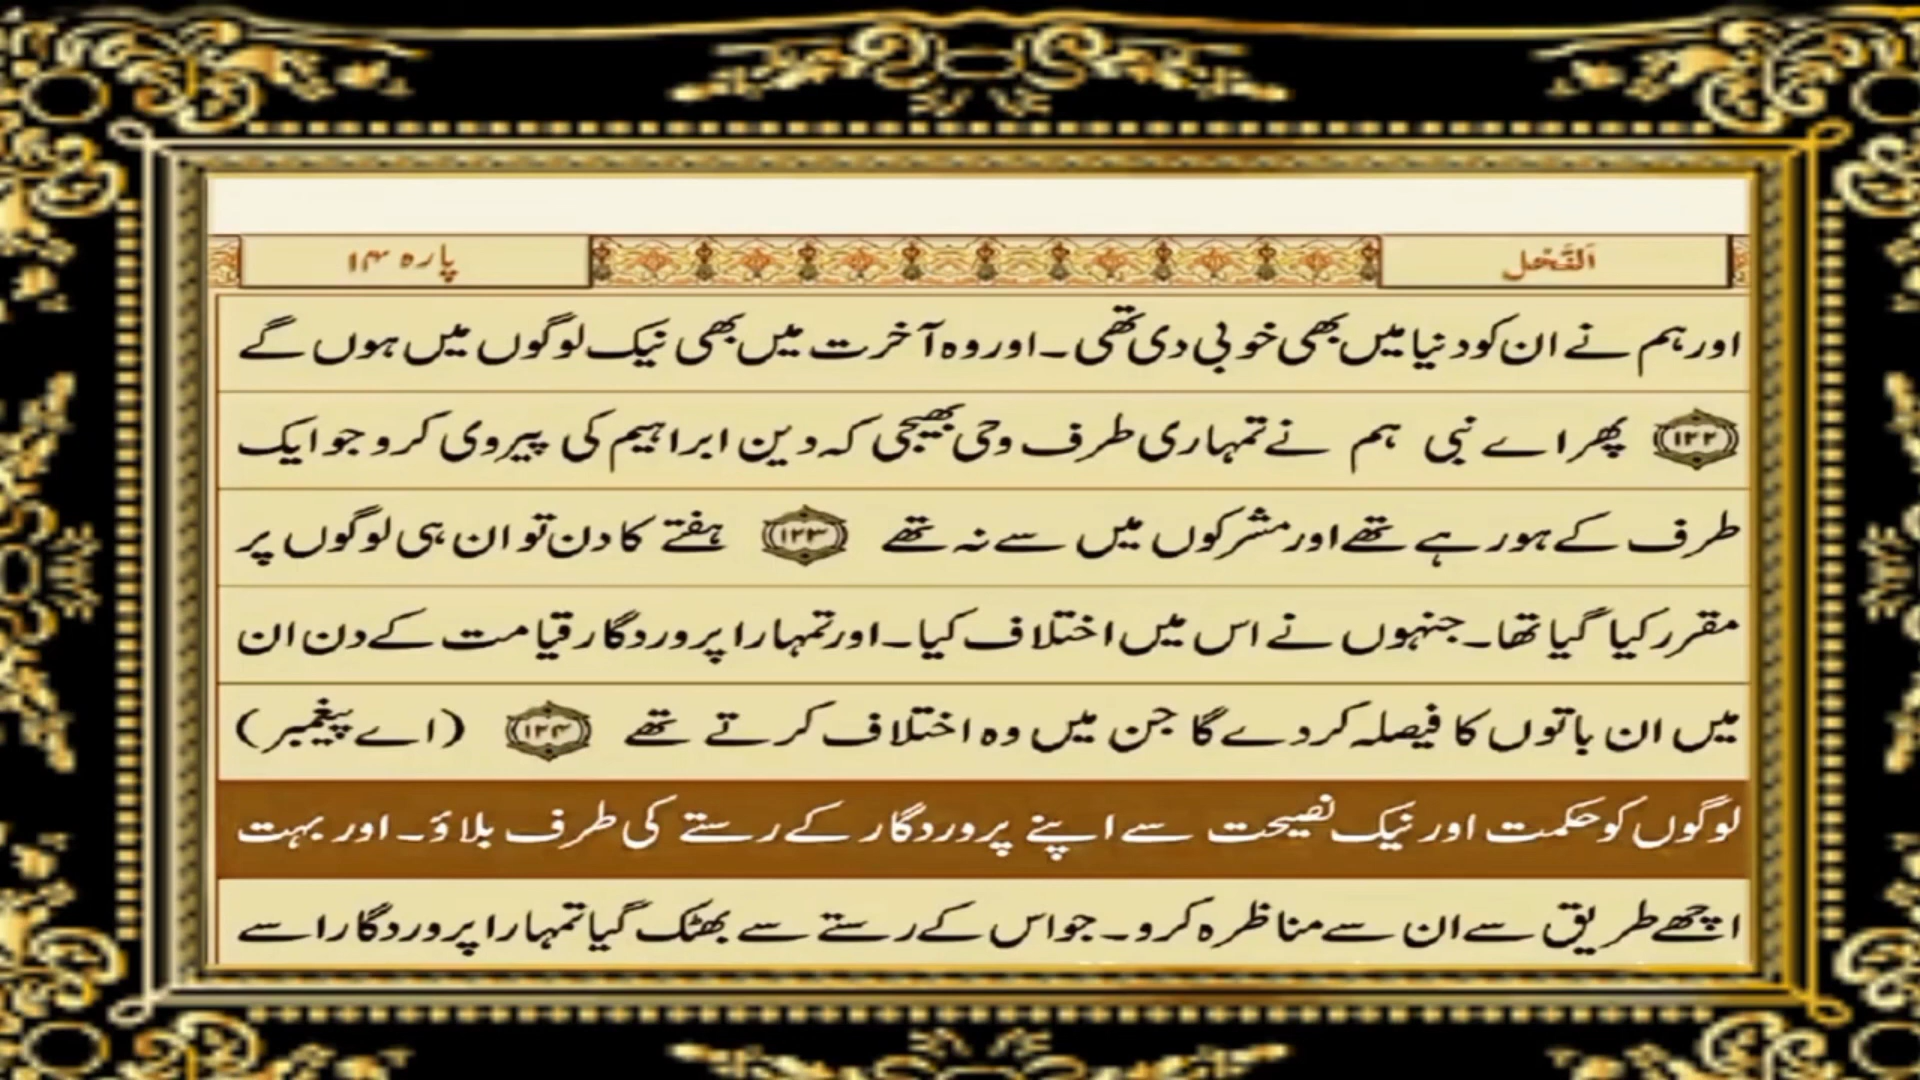 اَلنَّحْل
پارہ ۱۴
اور ہم نے ان کو دنیا میں بھی خوبی دی تھی ۔ اور وہ آخرت میں بھی نیک لوگوں میں ہوں گے
۱۲۲ پھر اے نبی ہم نے تمہاری طرف وحی بھیجی کہ دین ابراہیم کی پیروی کرو جو ایک
طرف کے ہو رہے تھے اور مشرکوں میں سے نہ تھے ۱۲۳ ہفتے کا دن تو ان ہی لوگوں پر
مقرر کیا گیا تھا۔ جنہوں نے اس میں اختلاف کیا۔ اور تمہارا پروردگار قیامت کے دن ان
میں ان باتوں کا فیصلہ کر دے گا جن میں وہ اختلاف کرتے تھے ۱۲۴ (اے پیغمبر)
لوگوں کو حکمت اور نیک نصیحت سے اپنے پروردگار کے رستے کی طرف بلاؤ۔ اور بہت
اچھے طریق سے ان سے مناظرہ کرو۔ جو اس کے رستے سے بھٹک گیا تمہارا پروردگار اسے